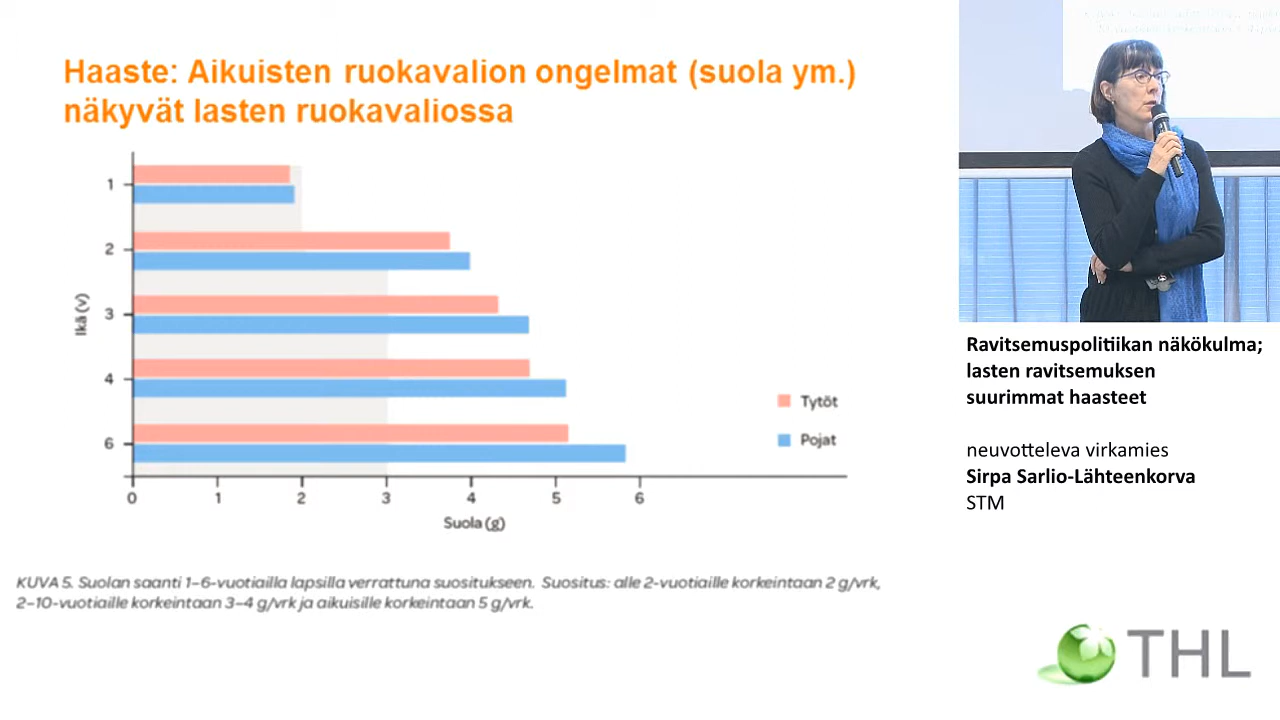 Haaste: Aikuisten ruokavalion ongelmat (suola ym.)
näkyvät lasten ruokavaliossa
Ikä (v)
1
2
3
4
6
0 1 2 3 4 5 6
Suola (g)
Tytöt
Pojat
KUVA 5. Suolan saanti 1–6-vuotiailla lapsilla verrattuna suositukseen. Suositus: alle 2-vuotiaille korkeintaan 2 g/vrk,
2–10-vuotiaille korkeintaan 3–4 g/vrk ja aikuisille korkeintaan 5 g/vrk.
Ravitsemuspolitiikan näkökulma;
lasten ravitsemuksen
suurimmat haasteet
neuvotteleva virkamies
Sirpa Sarlio-Lähteenkorva
STM
THL